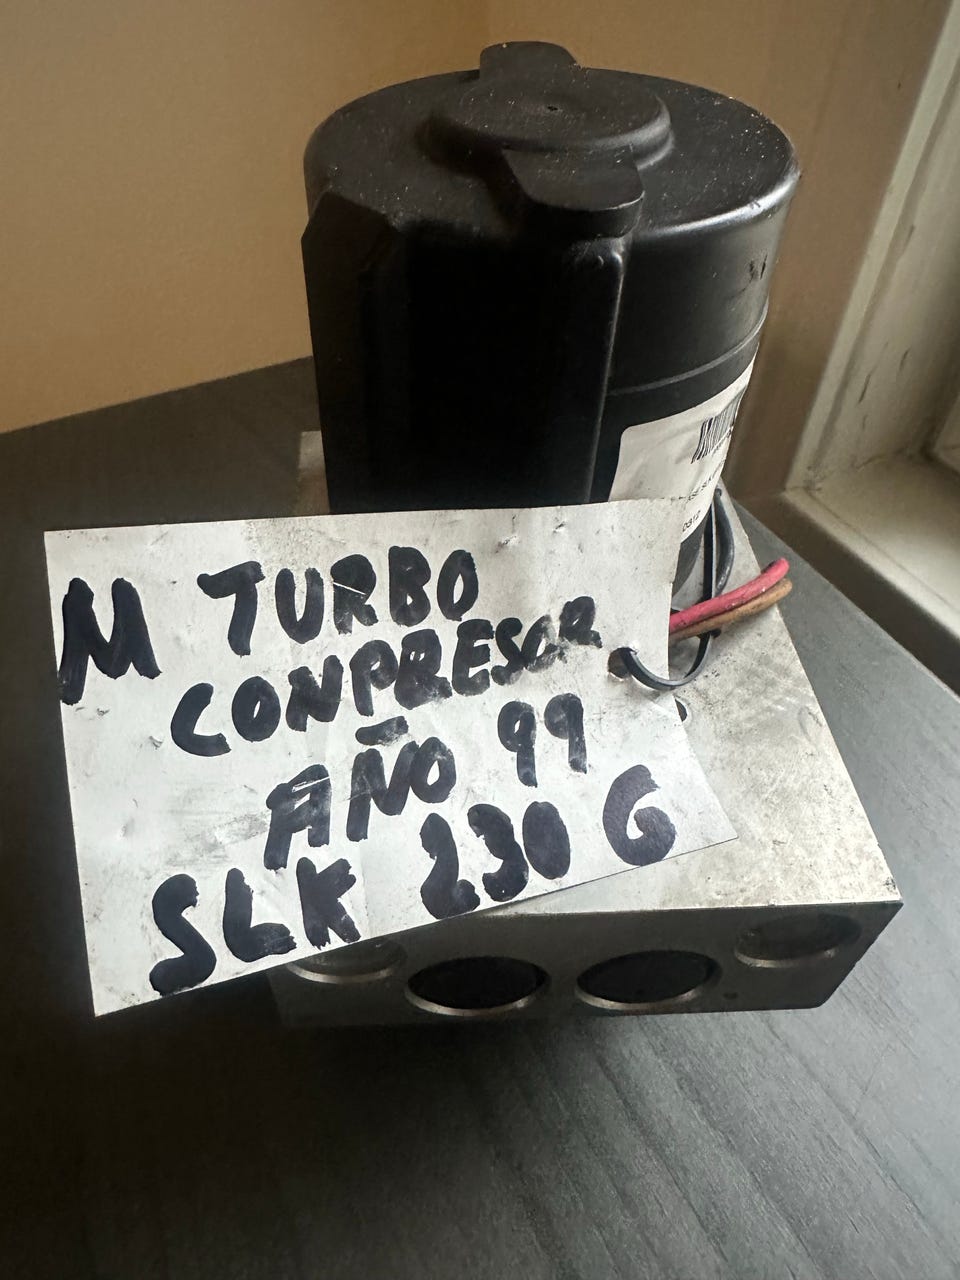 M TURBO
CONPRESOR
AÑO 99
SLK 230 G